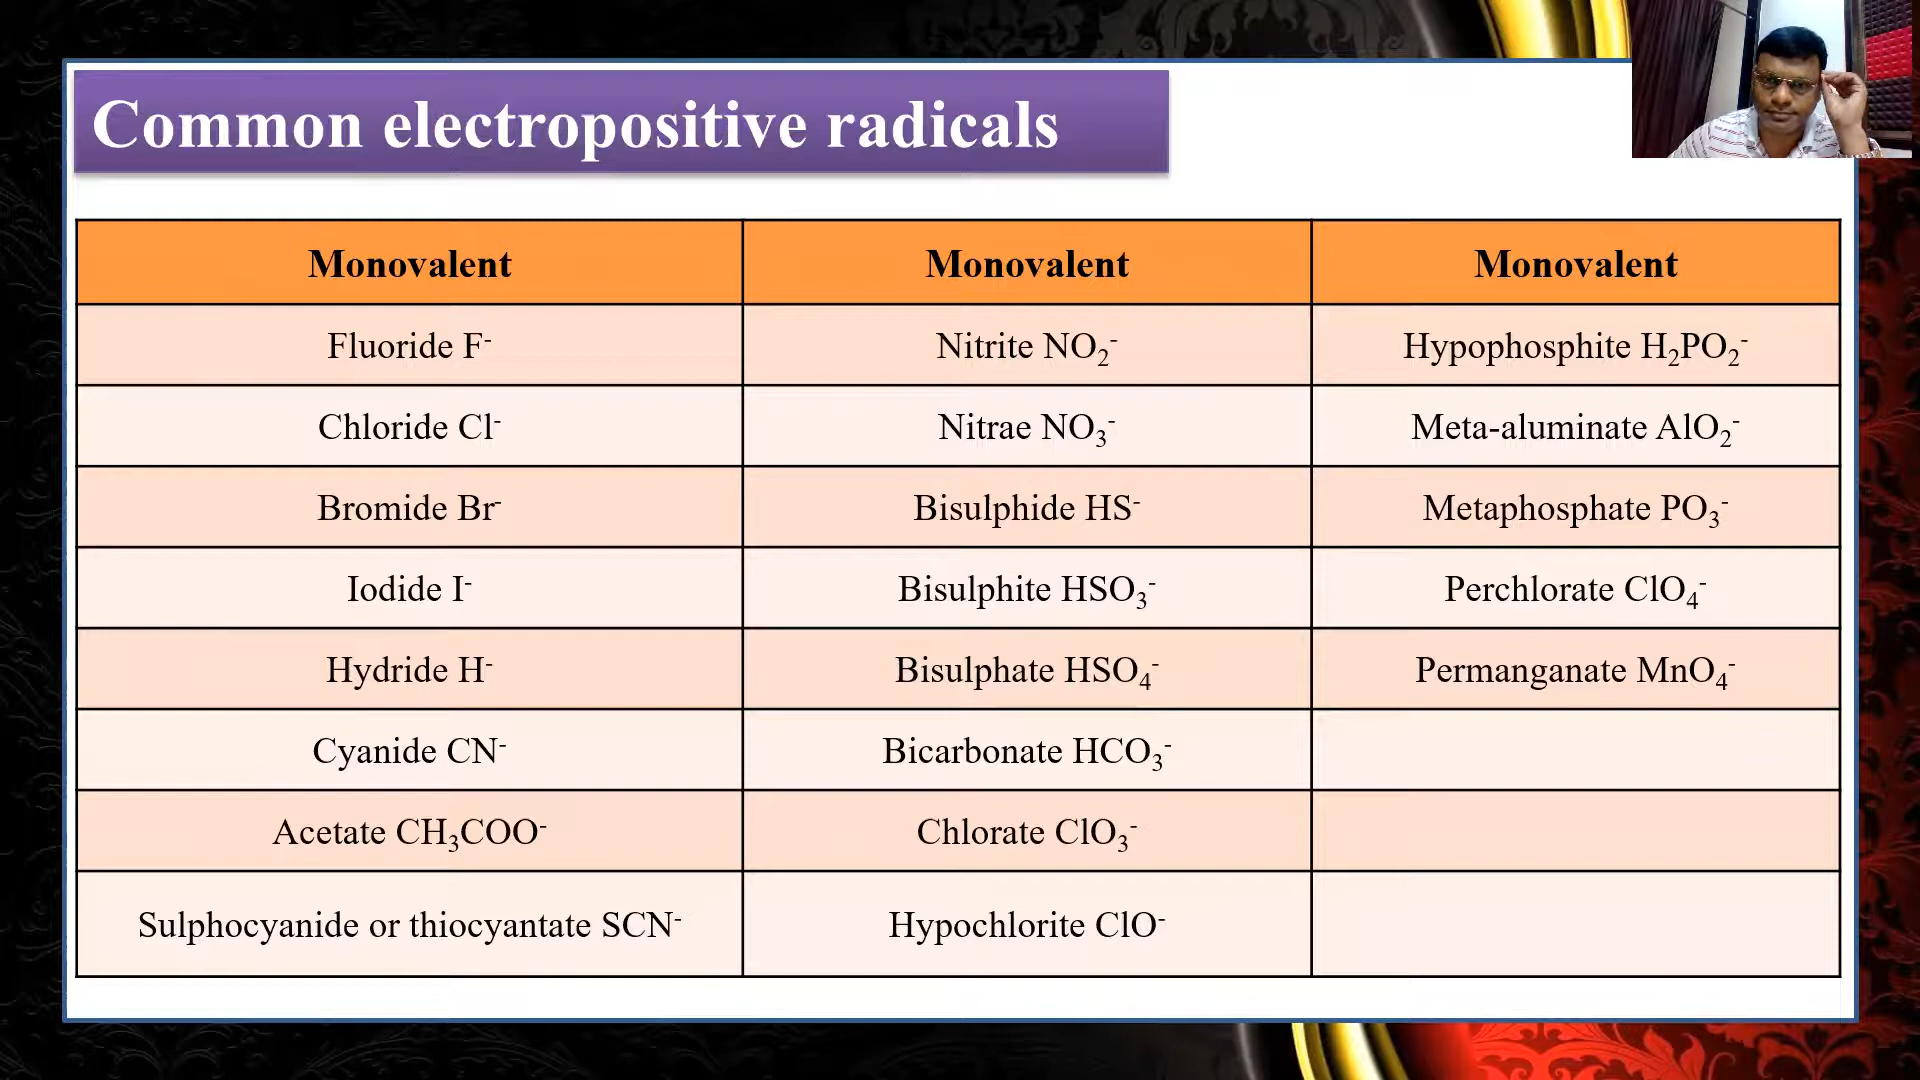 Common electropositive radicals
Monovalent Monovalent Monovalent
Fluoride F⁻ Nitrite NO₂⁻ Hypophosphite H₂PO₂⁻
Chloride Cl⁻ Nitrae NO₃⁻ Meta-aluminate AlO₂⁻
Bromide Br⁻ Bisulphide HS⁻ Metaphosphate PO₃⁻
Iodide I⁻ Bisulphite HSO₃⁻ Perchlorate ClO₄⁻
Hydride H⁻ Bisulphate HSO₄⁻ Permanganate MnO₄⁻
Cyanide CN⁻ Bicarbonate HCO₃⁻
Acetate CH₃COO⁻ Chlorate ClO₃⁻
Sulphocyanide or thiocyantate SCN⁻ Hypochlorite ClO⁻